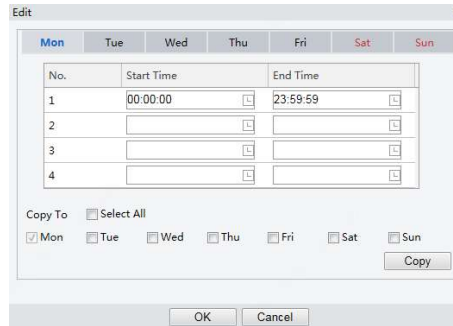 Edit
Mon Tue Wed Thu Fri Sat Sun
No. Start Time End Time
1 00:00:00 23:59:59
2
3
4
Copy To Select All
Mon Tue Wed Thu Fri Sat Sun
Copy
OK Cancel